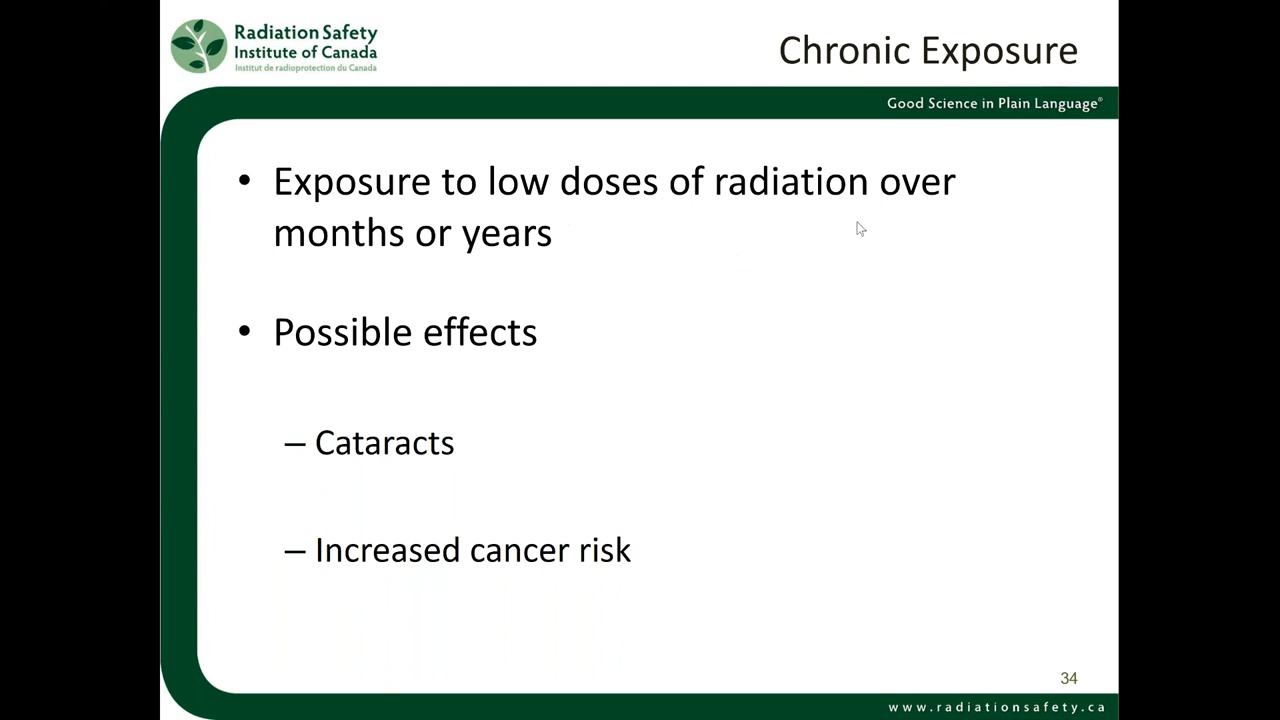 Radiation Safety
Institute of Canada
Institut de radioprotection du Canada
Chronic Exposure
Good Science in Plain Language®
• Exposure to low doses of radiation over
months or years
• Possible effects
– Cataracts
– Increased cancer risk
34
www.radiationsafety.ca